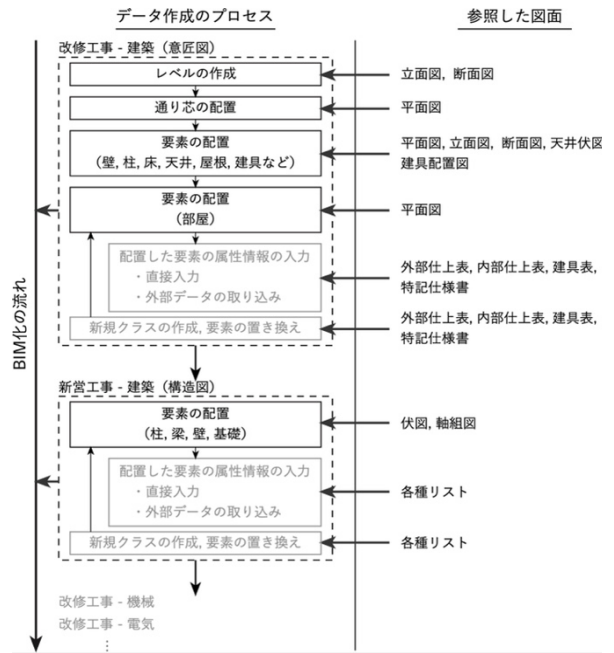 データ作成のプロセス
参照した図面
BIM化の流れ
改修工事 - 建築（意匠図）
レベルの作成
立面図, 断面図
通り芯の配置
平面図
要素の配置
(壁, 柱, 床, 天井, 屋根, 建具など)
平面図, 立面図, 断面図, 天井伏図
建具配置図
要素の配置
(部屋)
平面図
配置した要素の属性情報の入力
・直接入力
・外部データの取り込み
外部仕上表, 内部仕上表, 建具表,
特記仕様書
新規クラスの作成, 要素の置き換え
外部仕上表, 内部仕上表, 建具表,
特記仕様書
新営工事 - 建築（構造図）
要素の配置
(柱, 梁, 壁, 基礎)
伏図, 軸組図
配置した要素の属性情報の入力
・直接入力
・外部データの取り込み
各種リスト
新規クラスの作成, 要素の置き換え
各種リスト
改修工事 - 機械
改修工事 - 電気
⋮